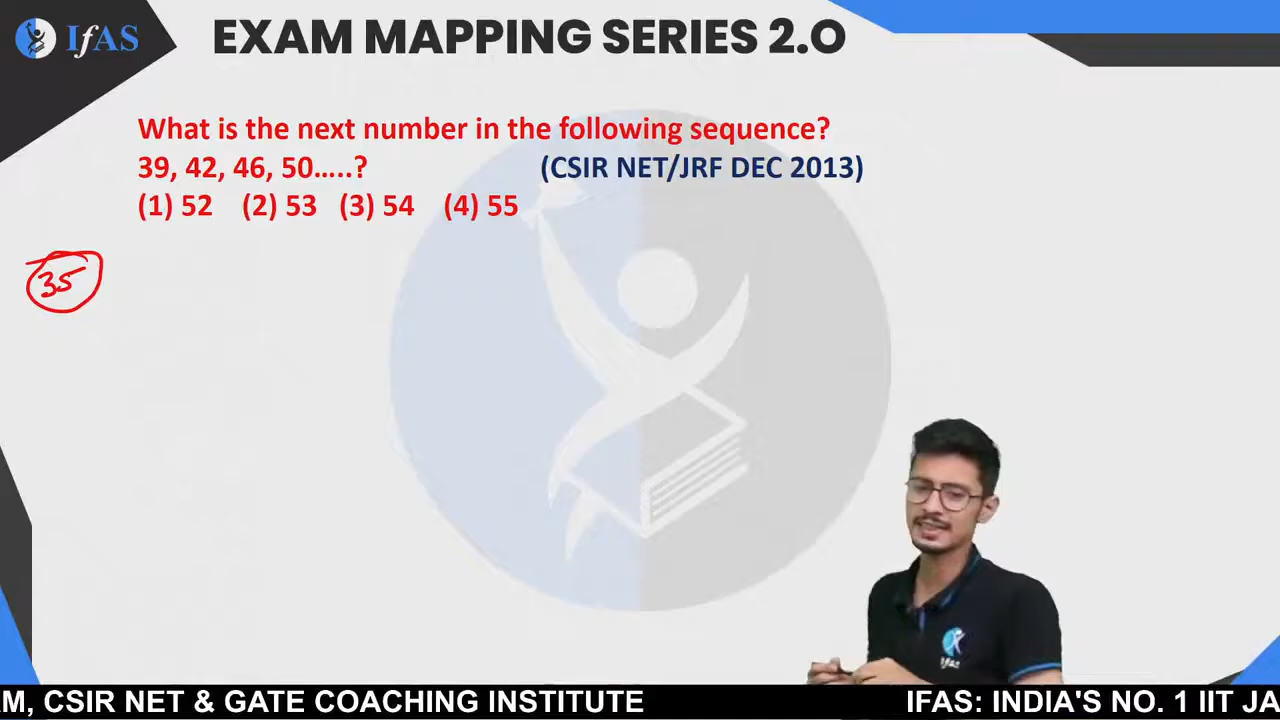 IfAS
EXAM MAPPING SERIES 2.O
What is the next number in the following sequence?
39, 42, 46, 50…..?
(CSIR NET/JRF DEC 2013)
(1) 52 (2) 53 (3) 54 (4) 55
35
IfAS
AM, CSIR NET & GATE COACHING INSTITUTE
IFAS: INDIA'S NO. 1 IIT JA